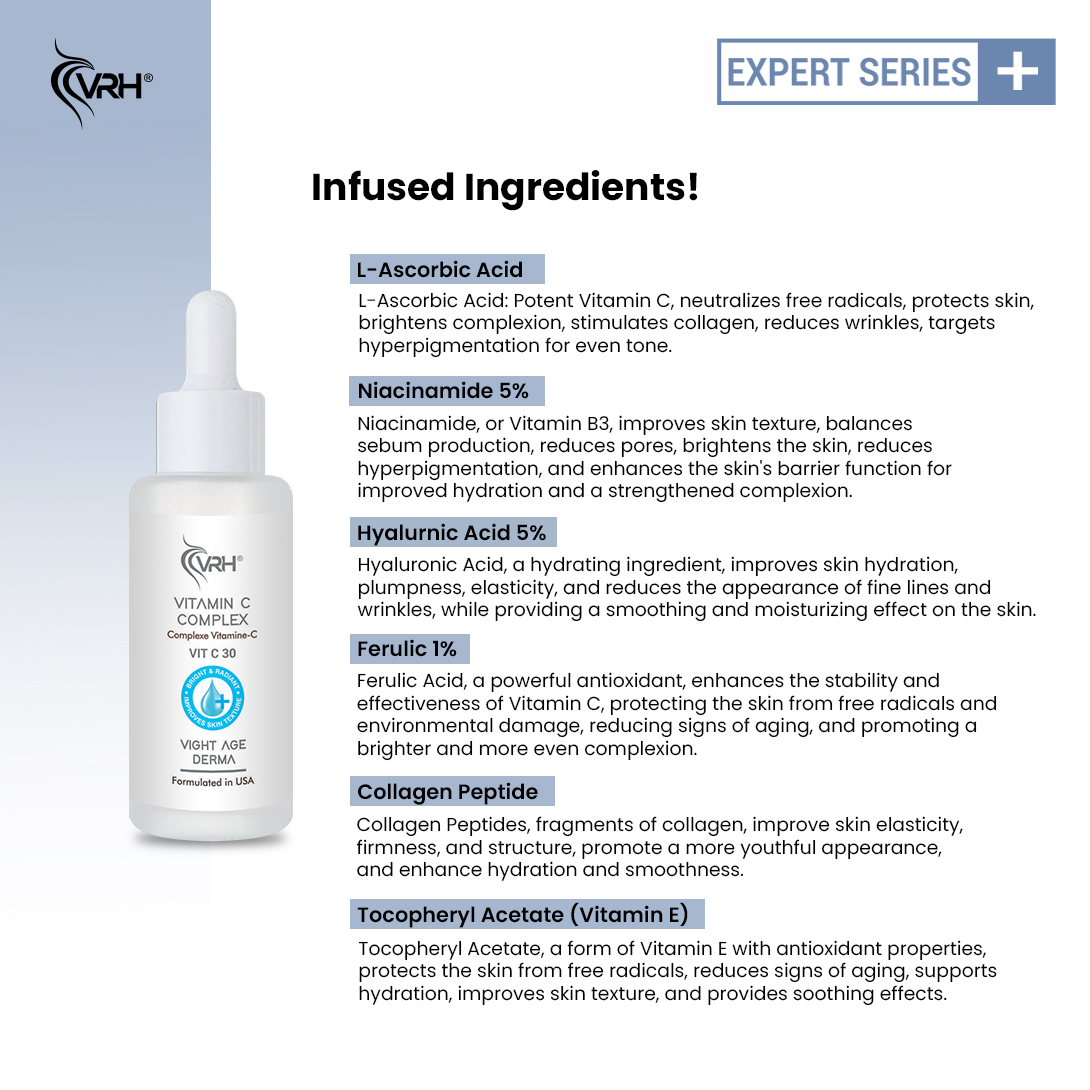 VRH®
EXPERT SERIES +
Infused Ingredients!
L-Ascorbic Acid
L-Ascorbic Acid: Potent Vitamin C, neutralizes free radicals, protects skin,
brightens complexion, stimulates collagen, reduces wrinkles, targets
hyperpigmentation for even tone.
Niacinamide 5%
Niacinamide, or Vitamin B3, improves skin texture, balances
sebum production, reduces pores, brightens the skin, reduces
hyperpigmentation, and enhances the skin's barrier function for
improved hydration and a strengthened complexion.
Hyalurnic Acid 5%
Hyaluronic Acid, a hydrating ingredient, improves skin hydration,
plumpness, elasticity, and reduces the appearance of fine lines and
wrinkles, while providing a smoothing and moisturizing effect on the skin.
Ferulic 1%
Ferulic Acid, a powerful antioxidant, enhances the stability and
effectiveness of Vitamin C, protecting the skin from free radicals and
environmental damage, reducing signs of aging, and promoting a
brighter and more even complexion.
Collagen Peptide
Collagen Peptides, fragments of collagen, improve skin elasticity,
firmness, and structure, promote a more youthful appearance,
and enhance hydration and smoothness.
Tocopheryl Acetate (Vitamin E)
Tocopheryl Acetate, a form of Vitamin E with antioxidant properties,
protects the skin from free radicals, reduces signs of aging, supports
hydration, improves skin texture, and provides soothing effects.
VRH®
VITAMIN C
COMPLEX
Complexe Vitamine-C
VIT C 30
BRIGHT & RADIANT
IMPROVES SKIN TEXTURE
VIGHT AGE
DERMA
Formulated in USA